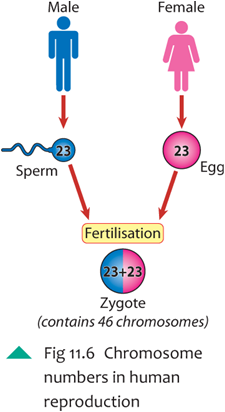 Male Female
23 23
Sperm Egg
Fertilisation
23+23
Zygote
(contains 46 chromosomes)
Fig 11.6 Chromosome
numbers in human
reproduction